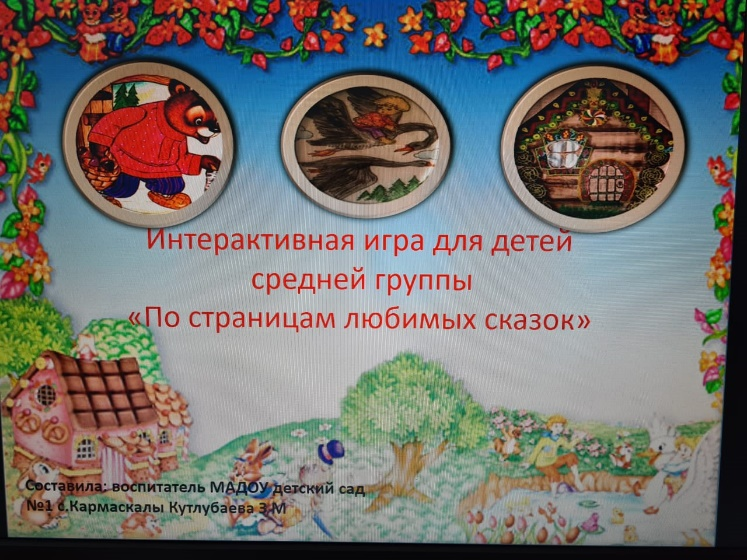 Интерактивная игра для детей
средней группы
«По страницам любимых сказок»
Составила: воспитатель МАДОУ детский сад
№1 с.Кармаскалы Кутлубаева З.М